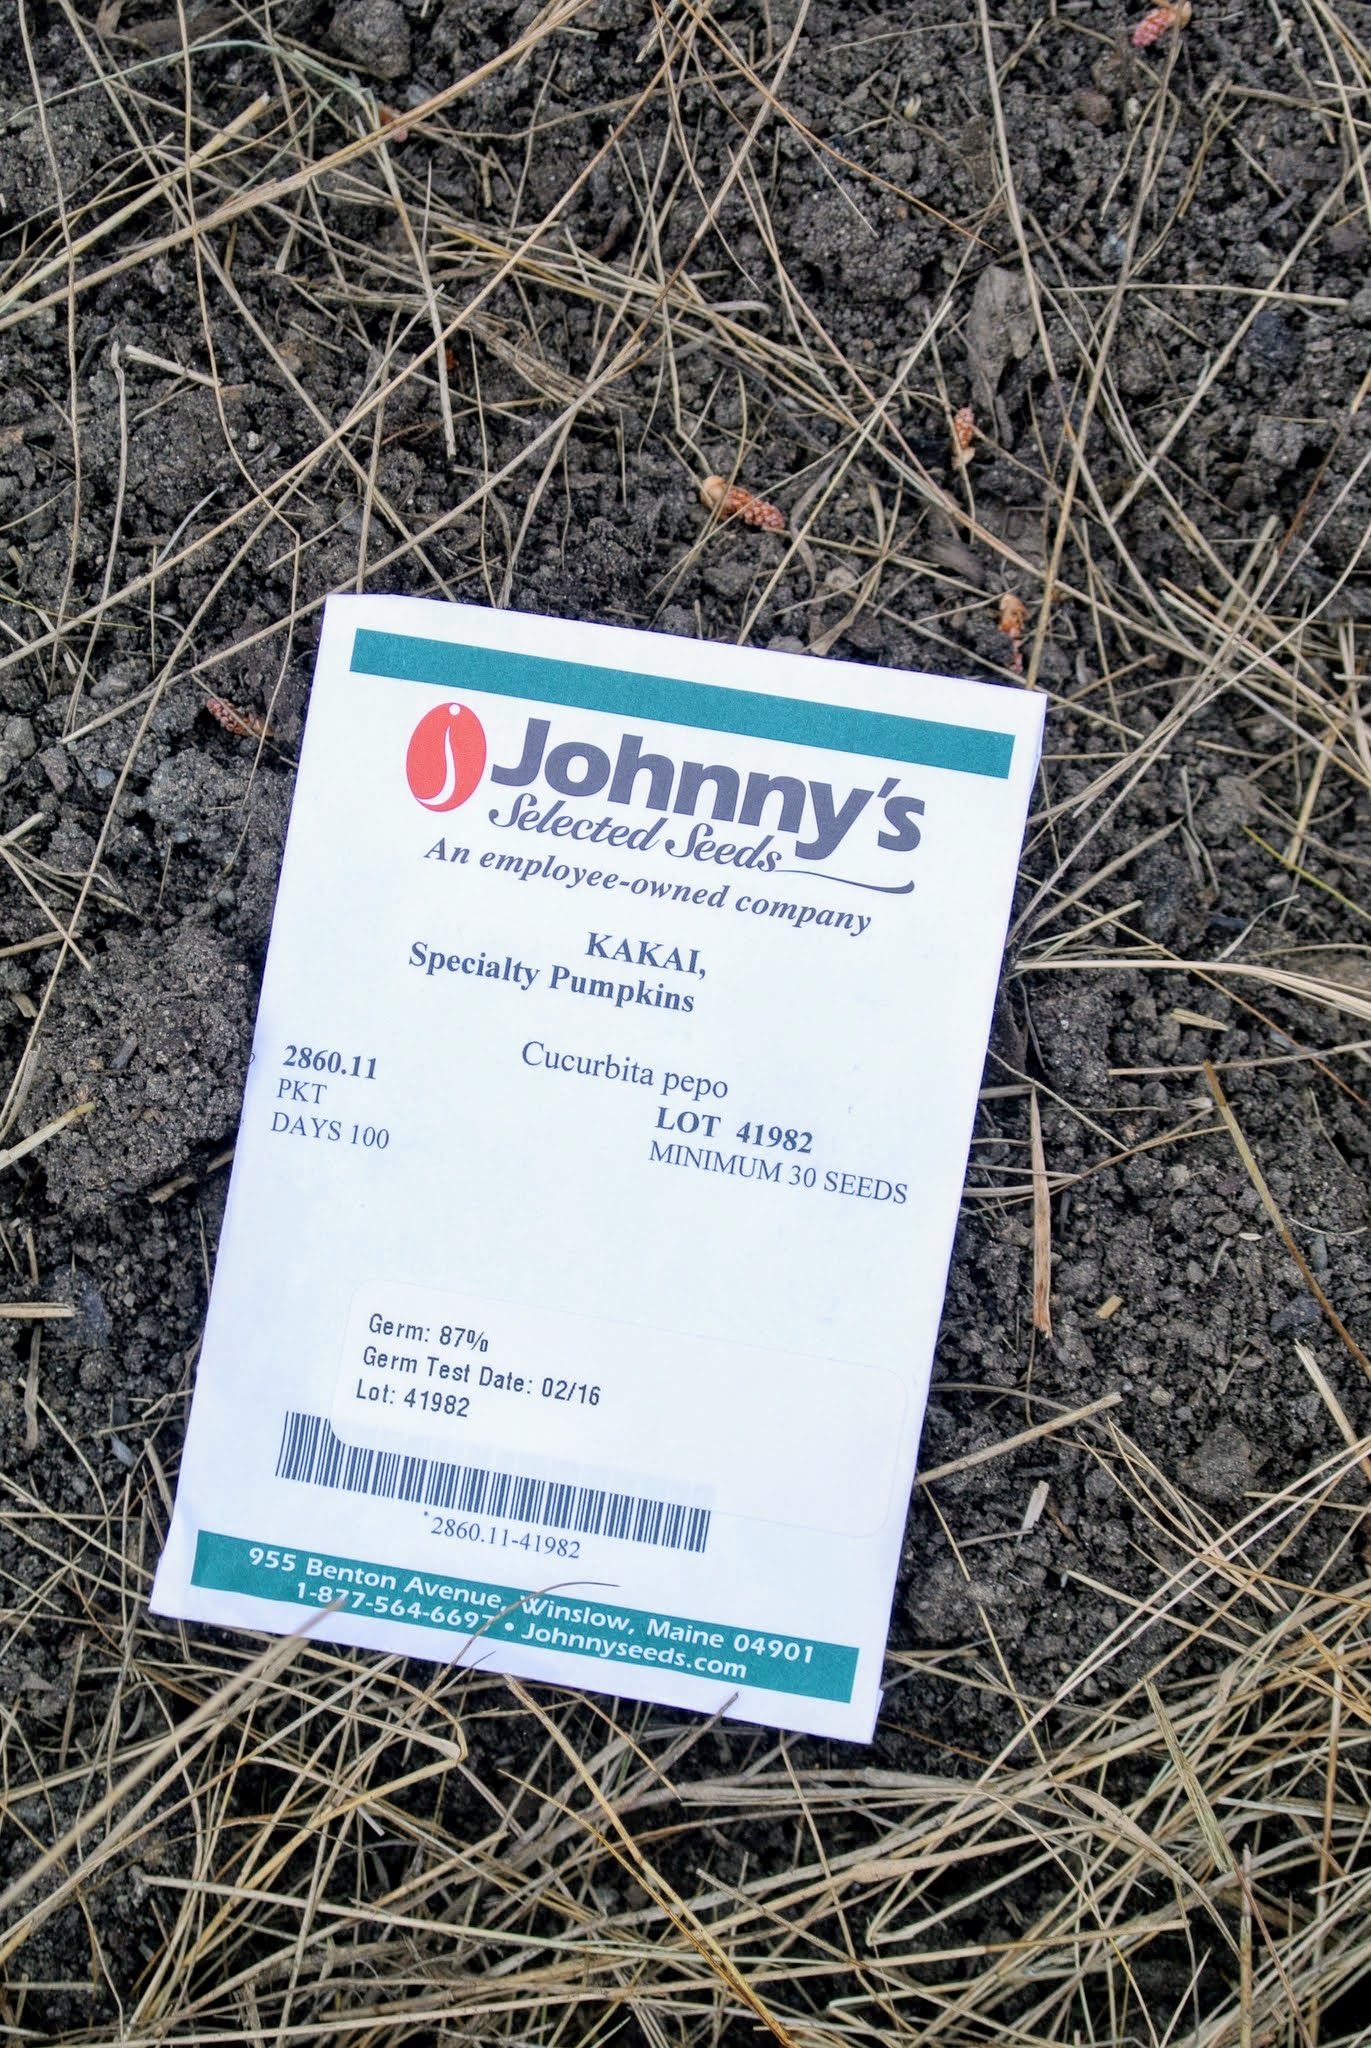 Johnny's
Selected Seeds
An employee-owned company
KAKAI,
Specialty Pumpkins
Cucurbita pepo
2860.11
PKT
DAYS 100
LOT 41982
MINIMUM 30 SEEDS
Germ: 87%
Germ Test Date: 02/16
Lot: 41982
*2860.11-41982
955 Benton Avenue, Winslow, Maine 04901
1-877-564-6697 • Johnnyseeds.com